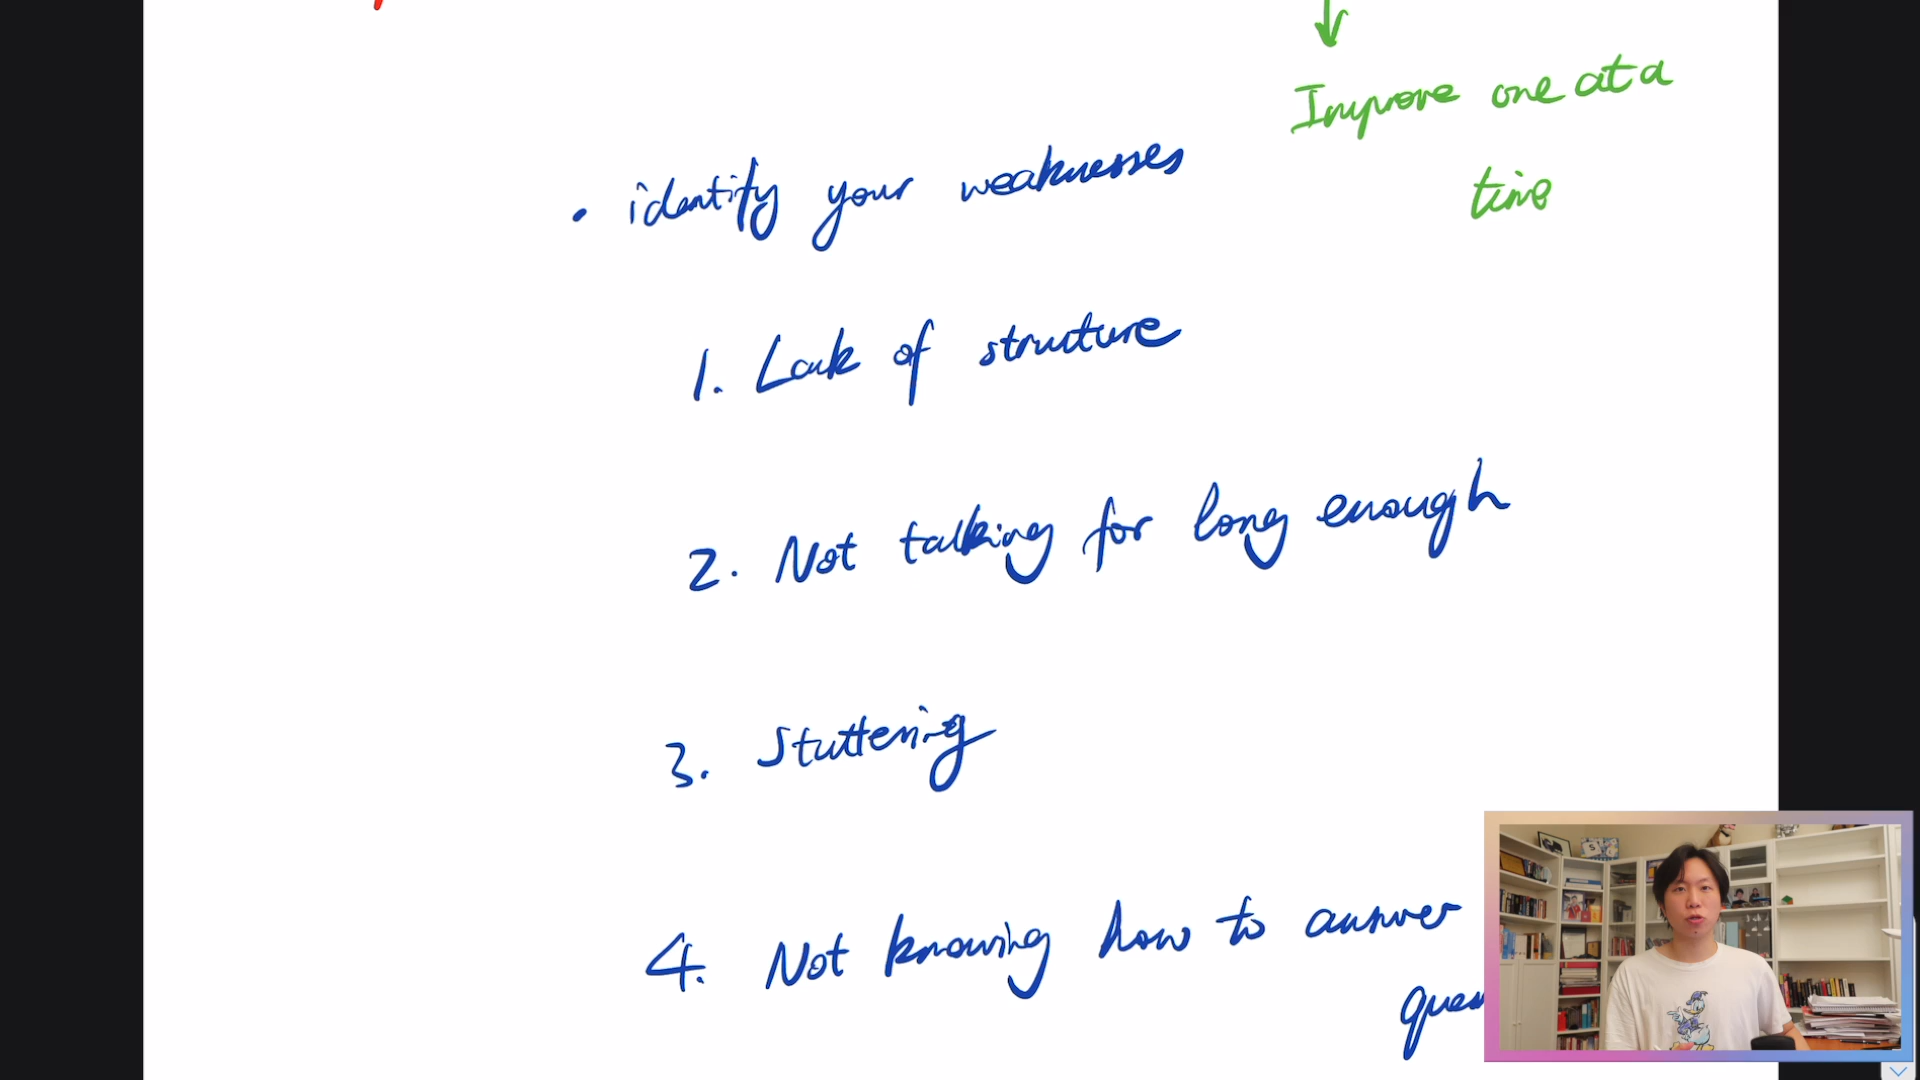 Improve one at a
time
• identify your weaknesses
1. Lack of structure
2. Not talking for long enough
3. Stuttering
4. Not knowing how to answer